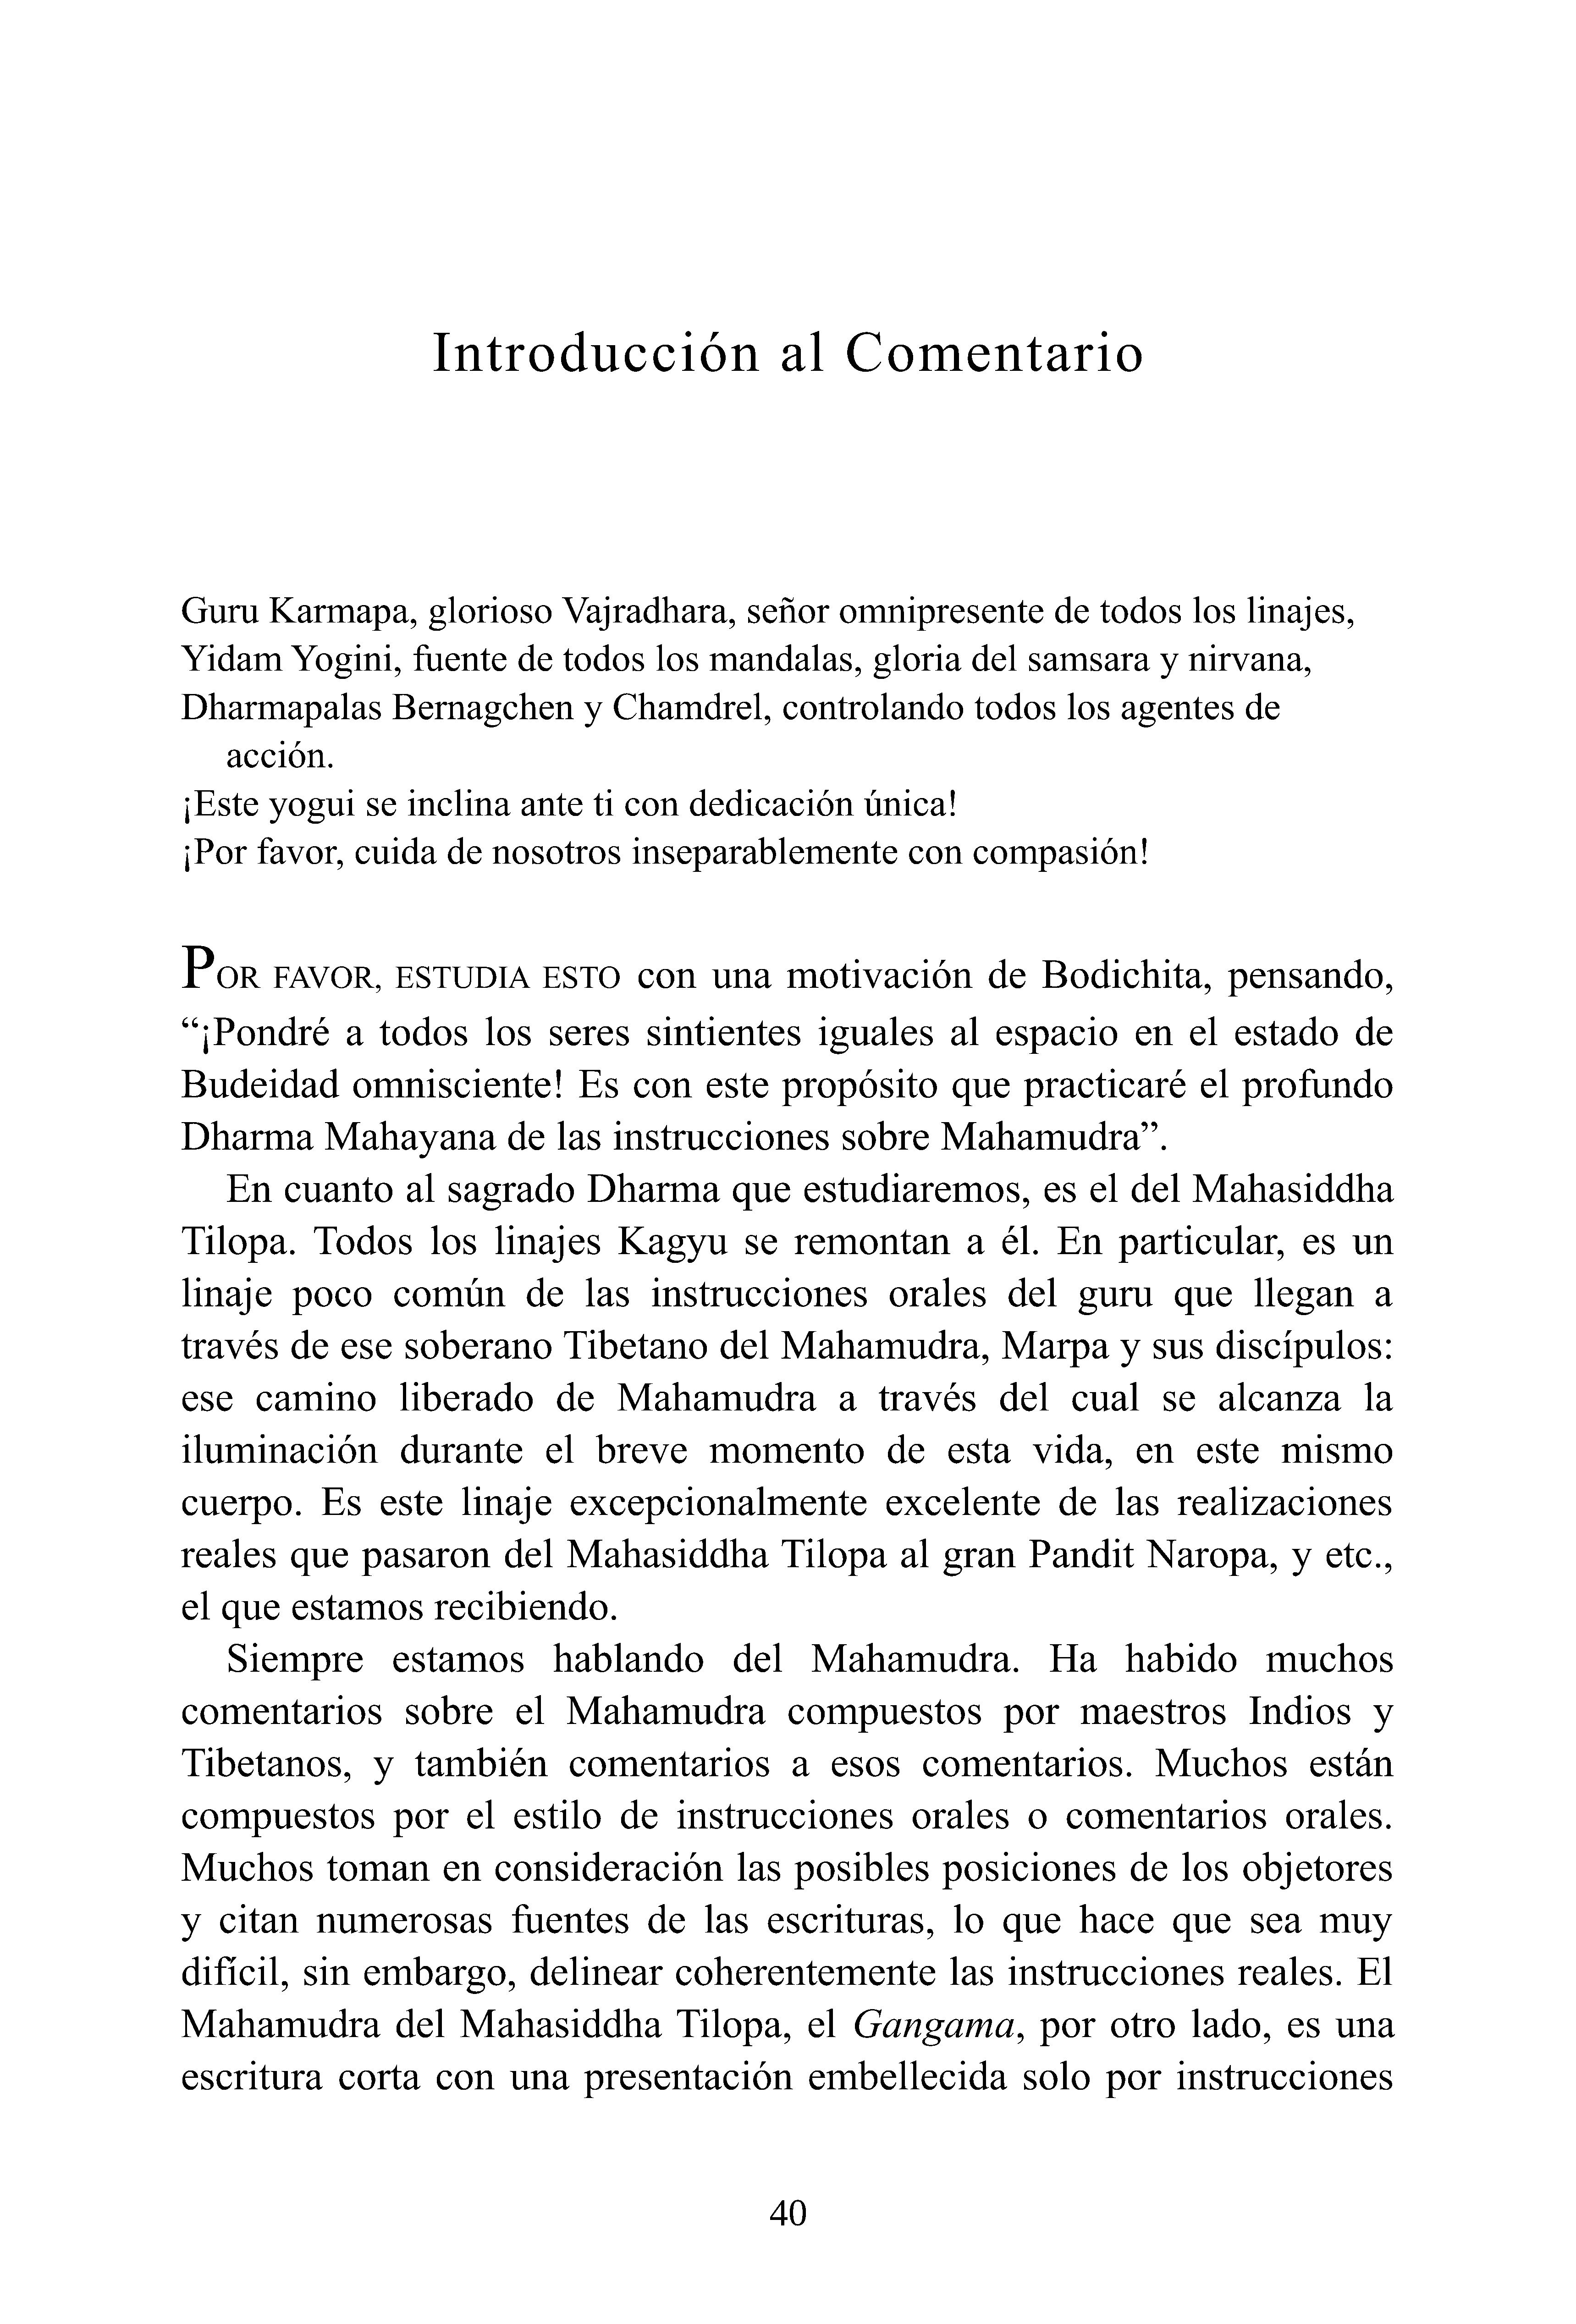 Introducción al Comentario
Guru Karmapa, glorioso Vajradhara, señor omnipresente de todos los linajes,
Yidam Yogini, fuente de todos los mandalas, gloria del samsara y nirvana,
Dharmapalas Bernagchen y Chamdrel, controlando todos los agentes de
acción.
¡Este yogui se inclina ante ti con dedicación única!
¡Por favor, cuida de nosotros inseparablemente con compasión!
POR FAVOR, ESTUDIA ESTO con una motivación de Bodichita, pensando,
“¡Pondré a todos los seres sintientes iguales al espacio en el estado de
Budeidad omnisciente! Es con este propósito que practicaré el profundo
Dharma Mahayana de las instrucciones sobre Mahamudra”.
En cuanto al sagrado Dharma que estudiaremos, es el del Mahasiddha
Tilopa. Todos los linajes Kagyu se remontan a él. En particular, es un
linaje poco común de las instrucciones orales del guru que llegan a
través de ese soberano Tibetano del Mahamudra, Marpa y sus discípulos:
ese camino liberado de Mahamudra a través del cual se alcanza la
iluminación durante el breve momento de esta vida, en este mismo
cuerpo. Es este linaje excepcionalmente excelente de las realizaciones
reales que pasaron del Mahasiddha Tilopa al gran Pandit Naropa, y etc.,
el que estamos recibiendo.
Siempre estamos hablando del Mahamudra. Ha habido muchos
comentarios sobre el Mahamudra compuestos por maestros Indios y
Tibetanos, y también comentarios a esos comentarios. Muchos están
compuestos por el estilo de instrucciones orales o comentarios orales.
Muchos toman en consideración las posibles posiciones de los objetores
y citan numerosas fuentes de las escrituras, lo que hace que sea muy
difícil, sin embargo, delinear coherentemente las instrucciones reales. El
Mahamudra del Mahasiddha Tilopa, el Gangama, por otro lado, es una
escritura corta con una presentación embellecida solo por instrucciones
40